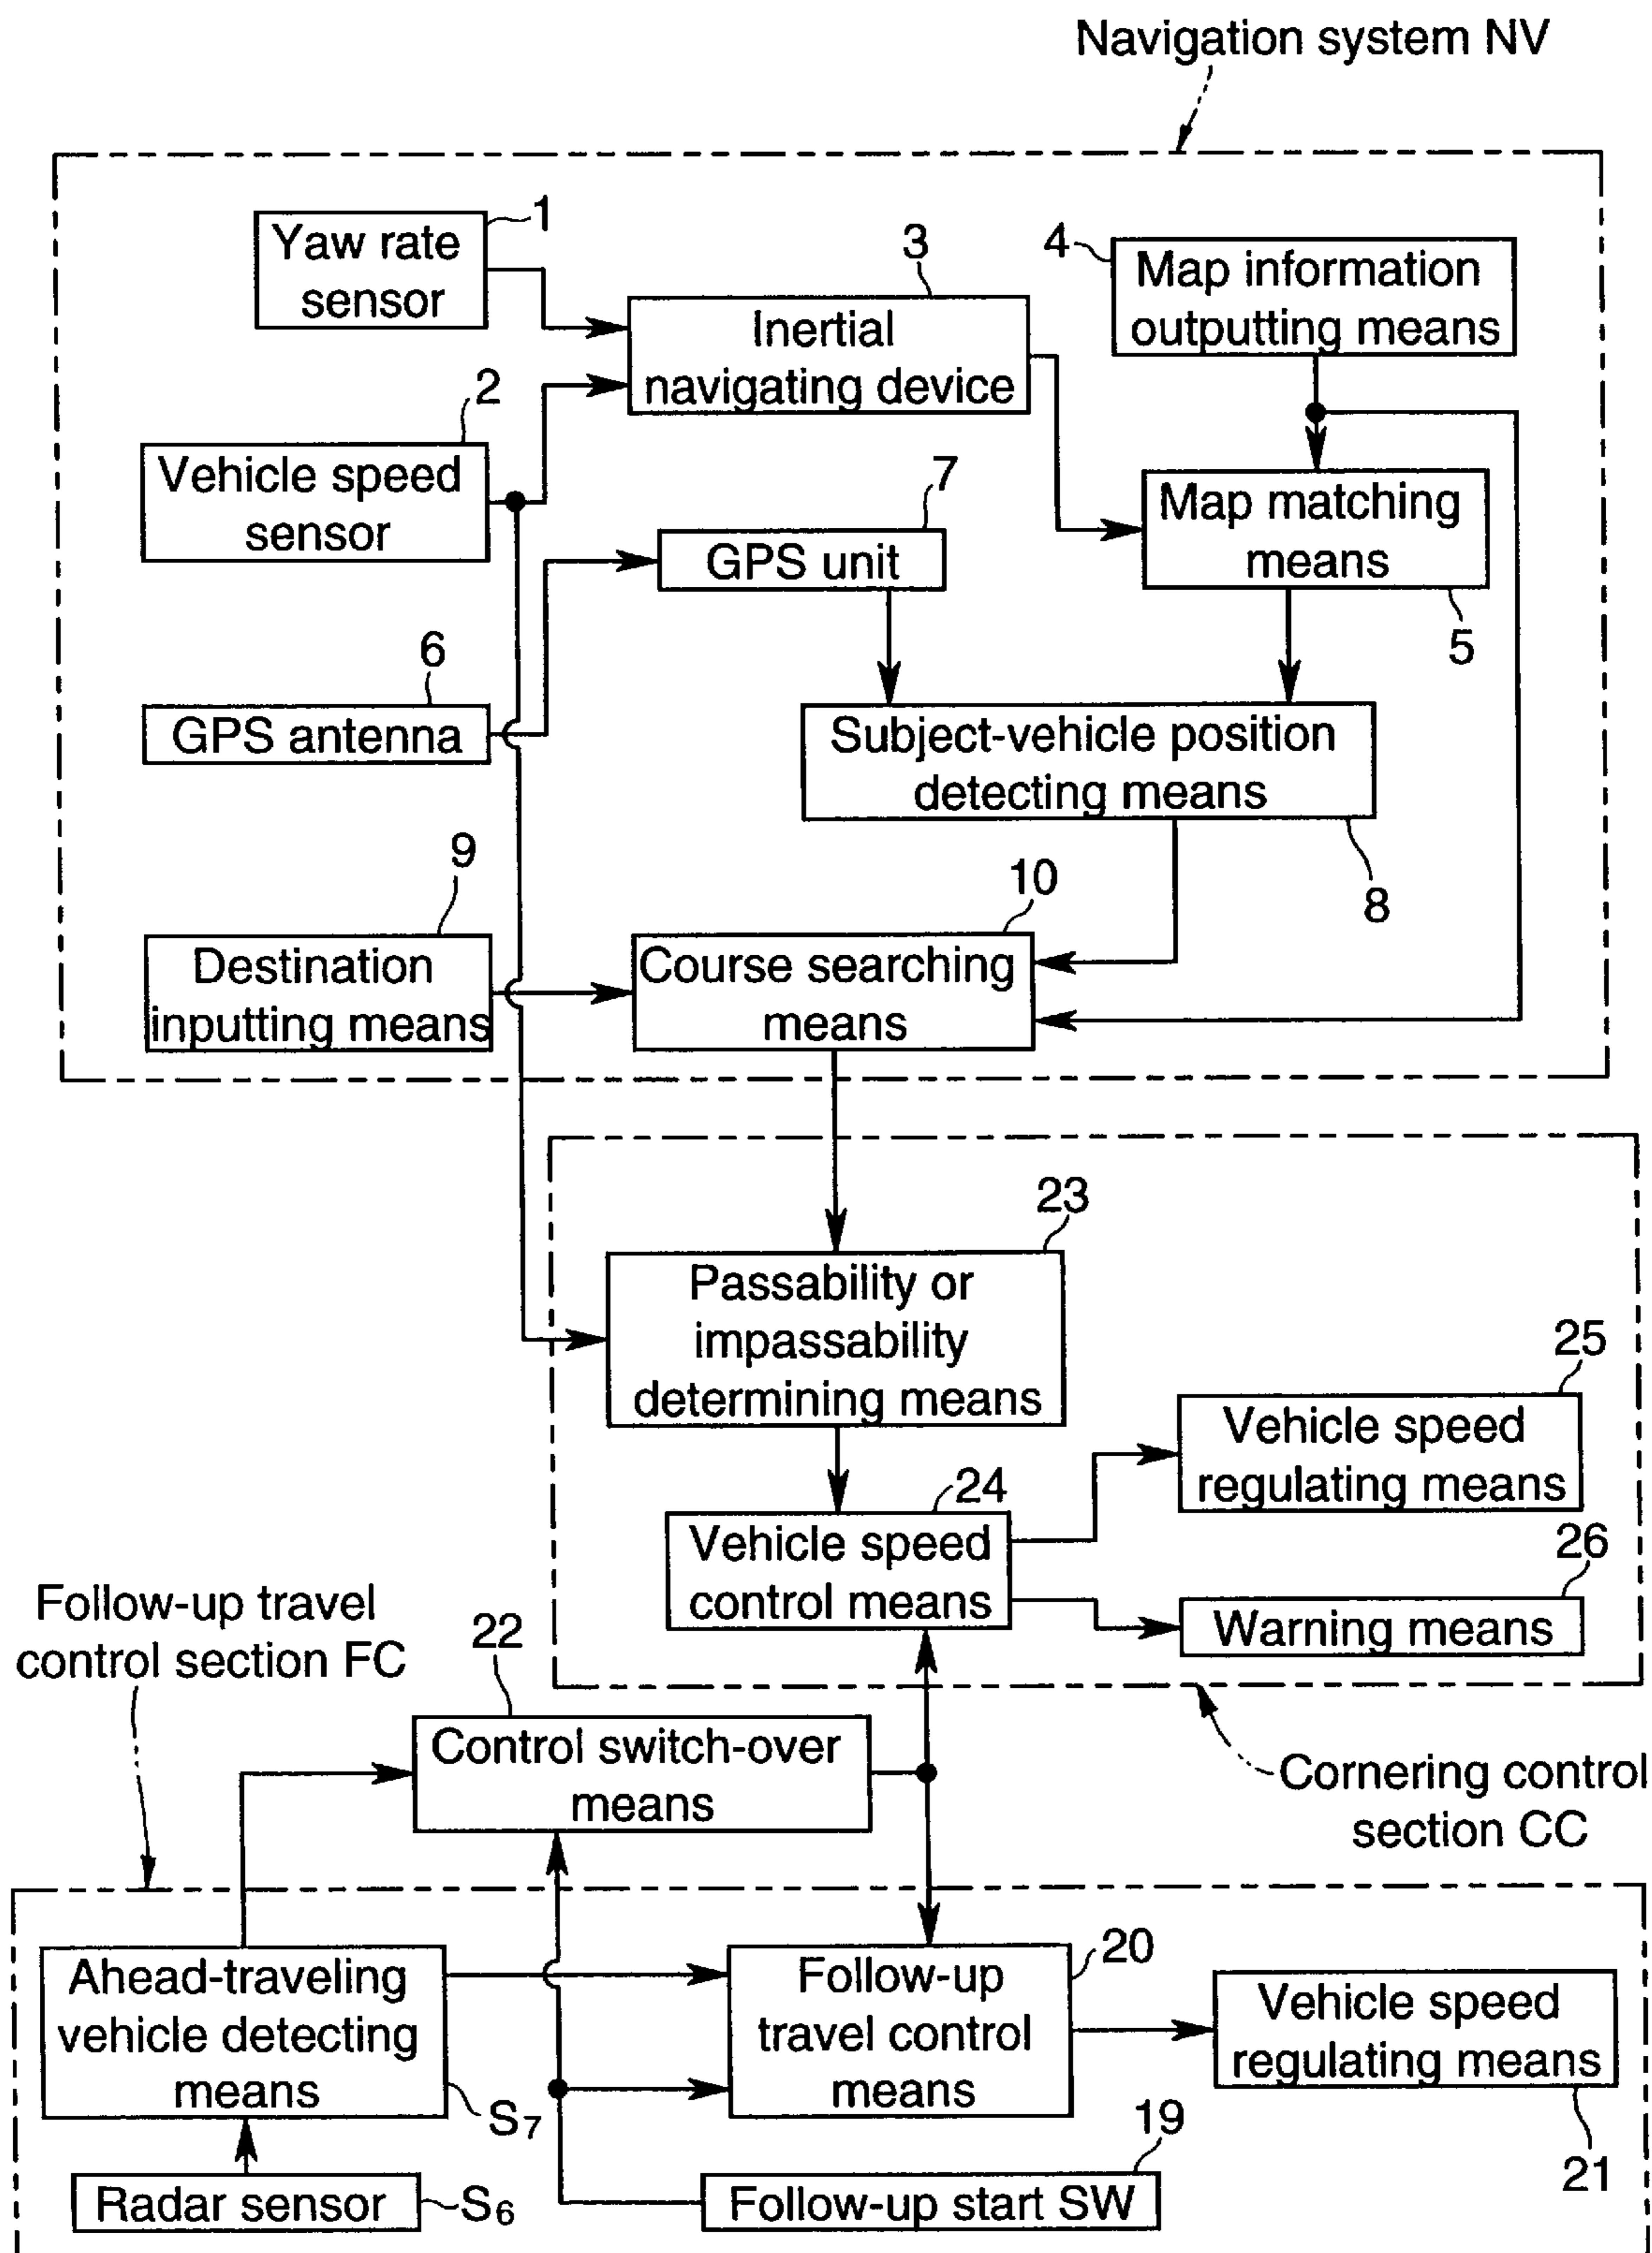 Navigation system NV
1
Yaw rate
sensor
3
Inertial
navigating device
4
Map information
outputting means
2
Vehicle speed
sensor
7
GPS unit
Map matching
means
5
6
GPS antenna
Subject-vehicle position
detecting means
8
9
Destination
inputting means
10
Course searching
means
23
Passability or
impassability
determining means
25
Vehicle speed
regulating means
24
Vehicle speed
control means
26
Warning means
Follow-up travel
control section FC
22
Control switch-over
means
Cornering control
section CC
Ahead-traveling
vehicle detecting
means
S7
20
Follow-up
travel control
means
Vehicle speed
regulating means
21
Radar sensor
S6
19
Follow-up start SW